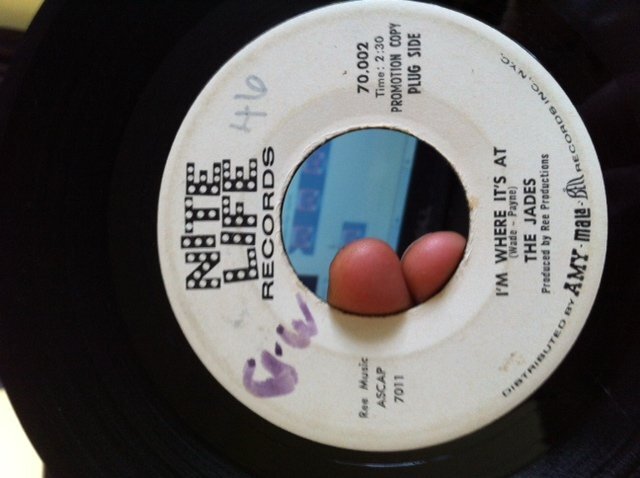 NITE
LIFE
RECORDS
46
70.002
Time: 2:30
PROMOTION COPY
PLUG SIDE
Ree Music
ASCAP
7011
I'M WHERE IT'S AT
(Wade - Payne)
THE JADES
Produced by Ree Productions
DISTRIBUTED BY AMY-mala-Bell RECORDS INC., N.Y.C.